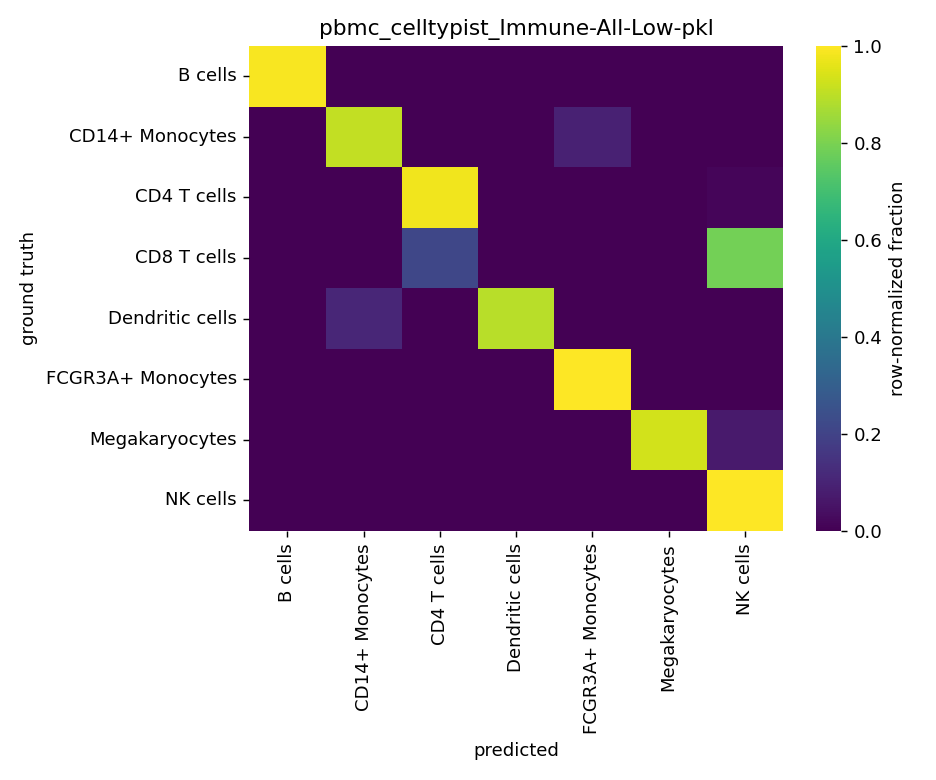 pbmc_celltypist_Immune-All-Low-pkl
ground truth
B cells
CD14+ Monocytes
CD4 T cells
CD8 T cells
Dendritic cells
FCGR3A+ Monocytes
Megakaryocytes
NK cells
B cells
CD14+ Monocytes
CD4 T cells
Dendritic cells
FCGR3A+ Monocytes
Megakaryocytes
NK cells
predicted
1.0
0.8
0.6
0.4
0.2
0.0
row-normalized fraction